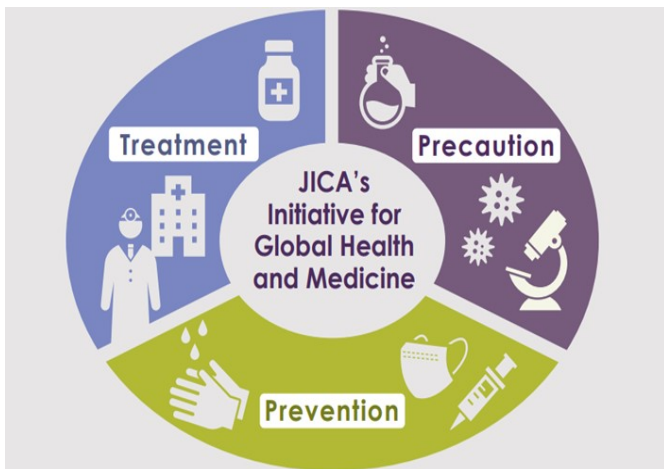 Treatment
Precaution
JICA's
Initiative for
Global Health
and Medicine
Prevention